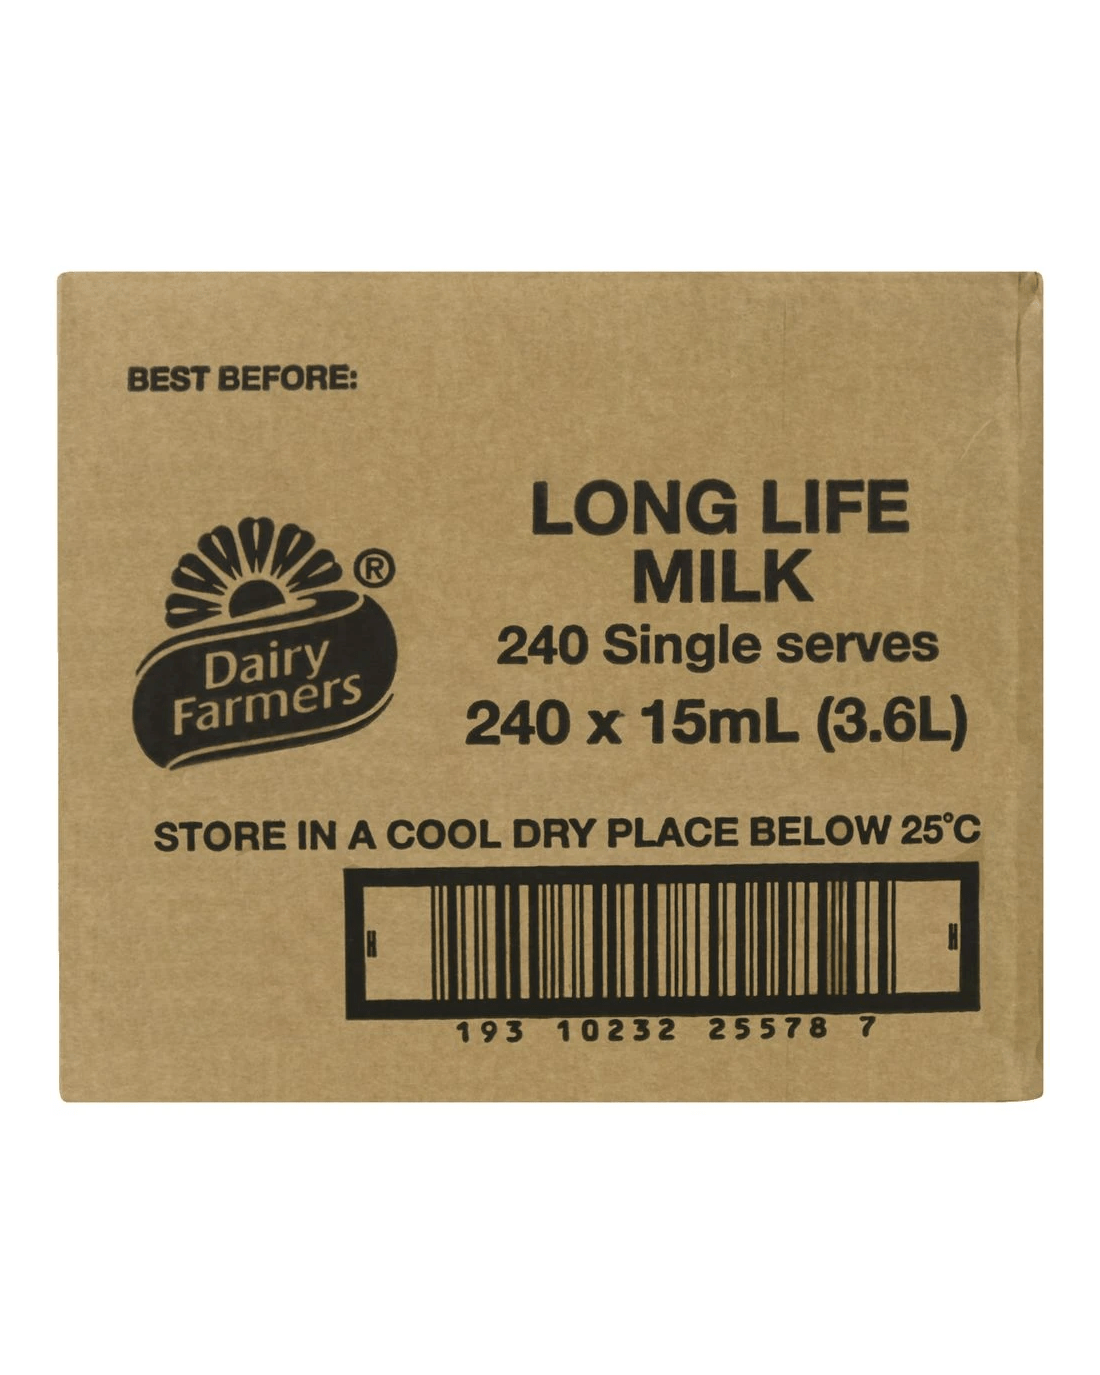 BEST BEFORE:
LONG LIFE
MILK
240 Single serves
240 x 15mL (3.6L)
®
Dairy
Farmers
STORE IN A COOL DRY PLACE BELOW 25°C
H H
193 10232 25578 7